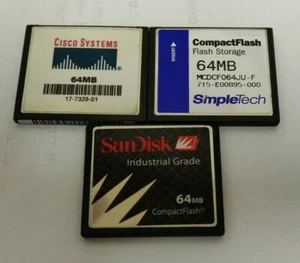 CISCO SYSTEMS
64MB
17-7329-01
INSERT
CompactFlash
Flash Storage
64MB
MCDCF064JU-F
715-E00895-000
SimpleTech
SanDisk
Industrial Grade
64MB
CompactFlash®